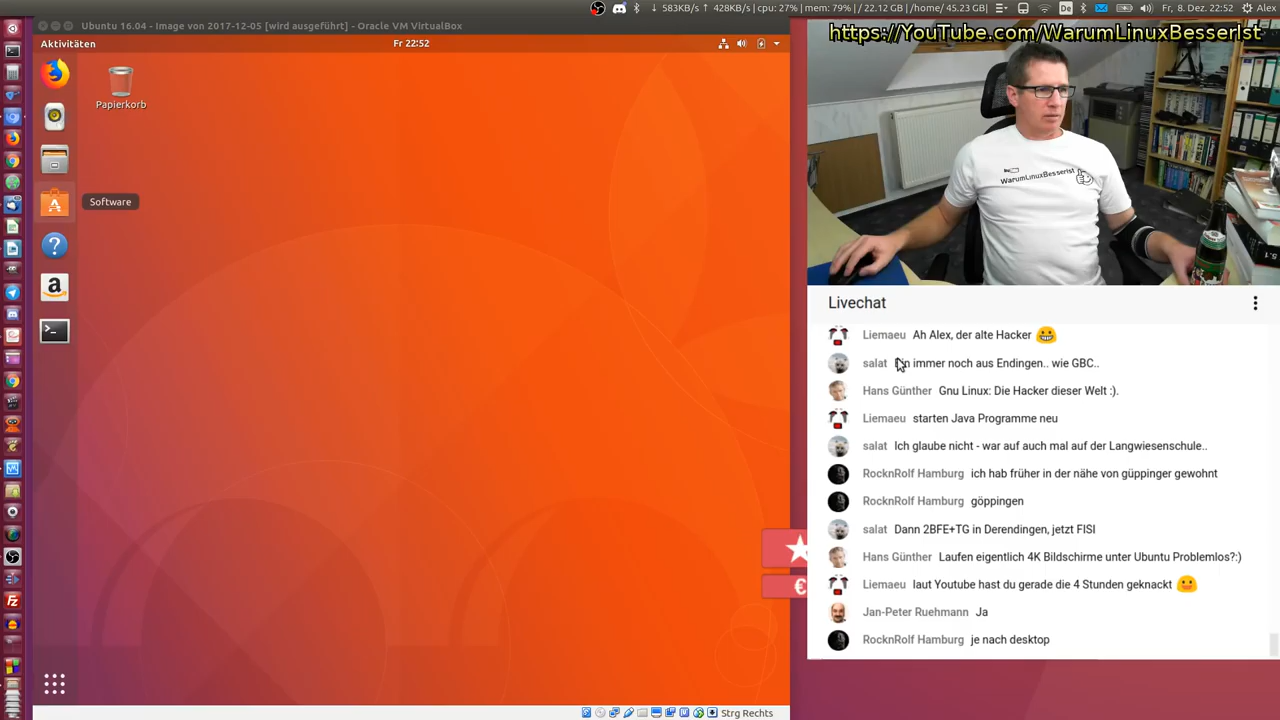 583KB/s 428KB/s cpu: 27% mem: 79% // 22.12 GB /home/ 45.23 GB De Fr, 8. Dez, 22:52 Alex
Ubuntu 16.04 - Image von 2017-12-05 [wird ausgeführt] - Oracle VM VirtualBox
https://YouTube.com/WarumLinuxBesserIst
Aktivitäten Fr 22:52
Papierkorb
Software
WarumLinuxBesserIst
5.1
Livechat
Liemaeu Ah Alex, der alte Hacker
salat immer noch aus Endingen.. wie GBC..
Hans Günther Gnu Linux: Die Hacker dieser Welt :).
Liemaeu starten Java Programme neu
salat Ich glaube nicht - war auf auch mal auf der Langwiesenschule..
RocknRolf Hamburg ich hab früher in der nähe von güppinger gewohnt
RocknRolf Hamburg göppingen
salat Dann 2BFE+TG in Derendingen, jetzt FISI
Hans Günther Laufen eigentlich 4K Bildschirme unter Ubuntu Problemlos?:)
Liemaeu laut Youtube hast du gerade die 4 Stunden geknackt
Jan-Peter Ruehmann Ja
RocknRolf Hamburg je nach desktop
Strg Rechts